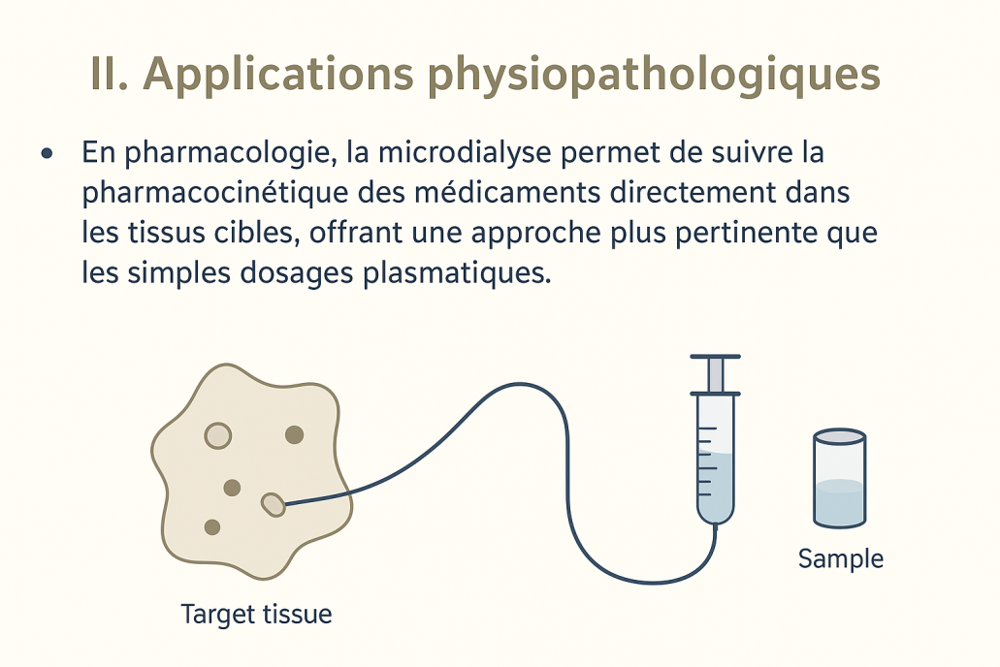 II. Applications physiopathologiques
• En pharmacologie, la microdialyse permet de suivre la
pharmacocinétique des médicaments directement dans
les tissus cibles, offrant une approche plus pertinente que
les simples dosages plasmatiques.
Sample
Target tissue